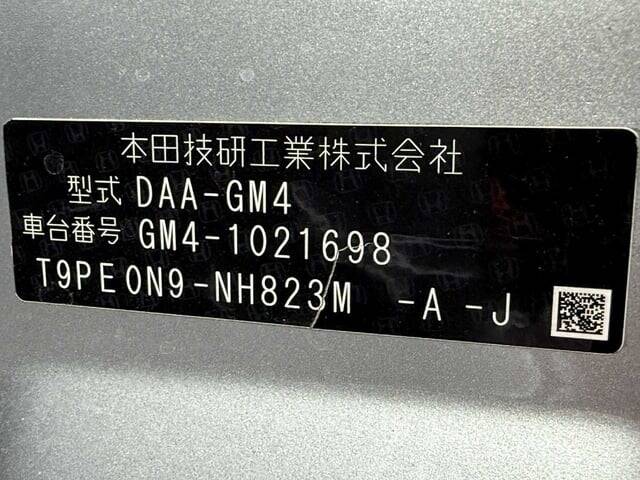 本田技研工業株式会社
型式 DAA-GM4
車台番号 GM4-1021698
T9PE0N9-NH823M -A -J